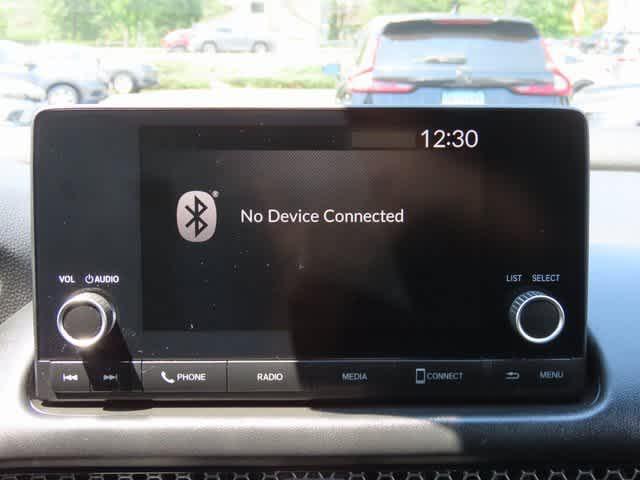 12:30
No Device Connected
VOL AUDIO
LIST SELECT
PHONE RADIO MEDIA CONNECT MENU